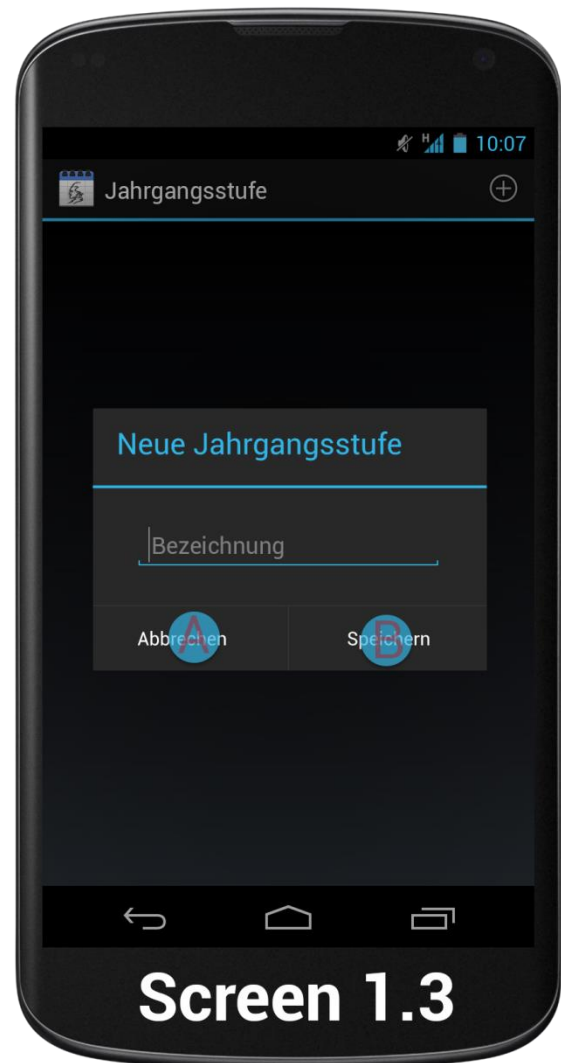 H 10:07
Jahrgangsstufe
Neue Jahrgangsstufe
Bezeichnung
Abbrechen Speichern
A B
Screen 1.3